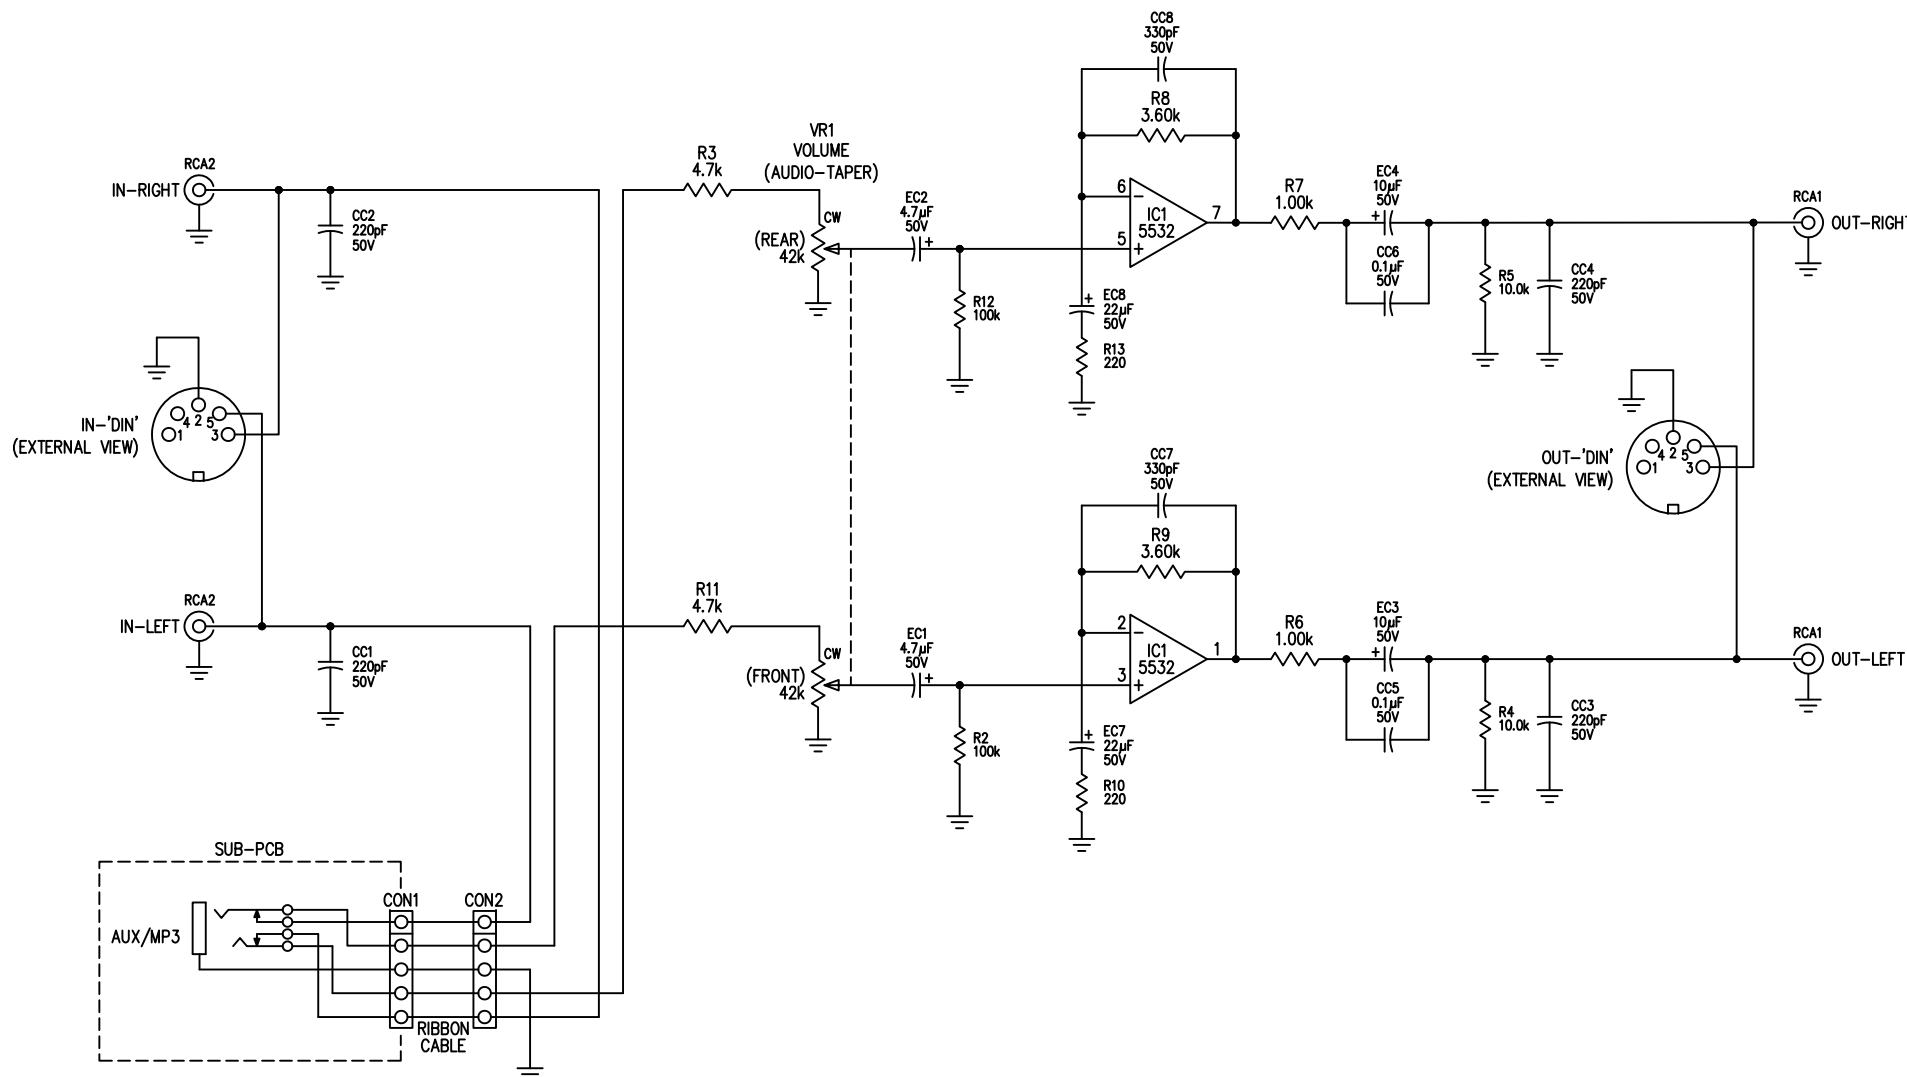 CC8
330pF
50V
R8
3.60k
VR1
VOLUME
(AUDIO-TAPER)
R3
4.7k
RCA2
IN-RIGHT
CC2
220pF
50V
CW
(REAR)
42k
EC2
4.7µF
50V
+
R12
100k
6
−
5
+
IC1
5532
7
+
EC8
22µF
50V
R13
220
R7
1.00k
EC4
10µF
50V
+
CC6
0.1µF
50V
R5
10.0k
CC4
220pF
50V
RCA1
OUT-RIGHT
IN-'DIN'
(EXTERNAL VIEW)
4 2 5
1 3
OUT-'DIN'
(EXTERNAL VIEW)
4 2 5
1 3
CC7
330pF
50V
R9
3.60k
R11
4.7k
RCA2
IN-LEFT
CC1
220pF
50V
CW
(FRONT)
42k
EC1
4.7µF
50V
+
R2
100k
2
−
3
+
IC1
5532
1
+
EC7
22µF
50V
R10
220
R6
1.00k
EC3
10µF
50V
+
CC5
0.1µF
50V
R4
10.0k
CC3
220pF
50V
RCA1
OUT-LEFT
SUB-PCB
AUX/MP3
CON1
CON2
RIBBON
CABLE